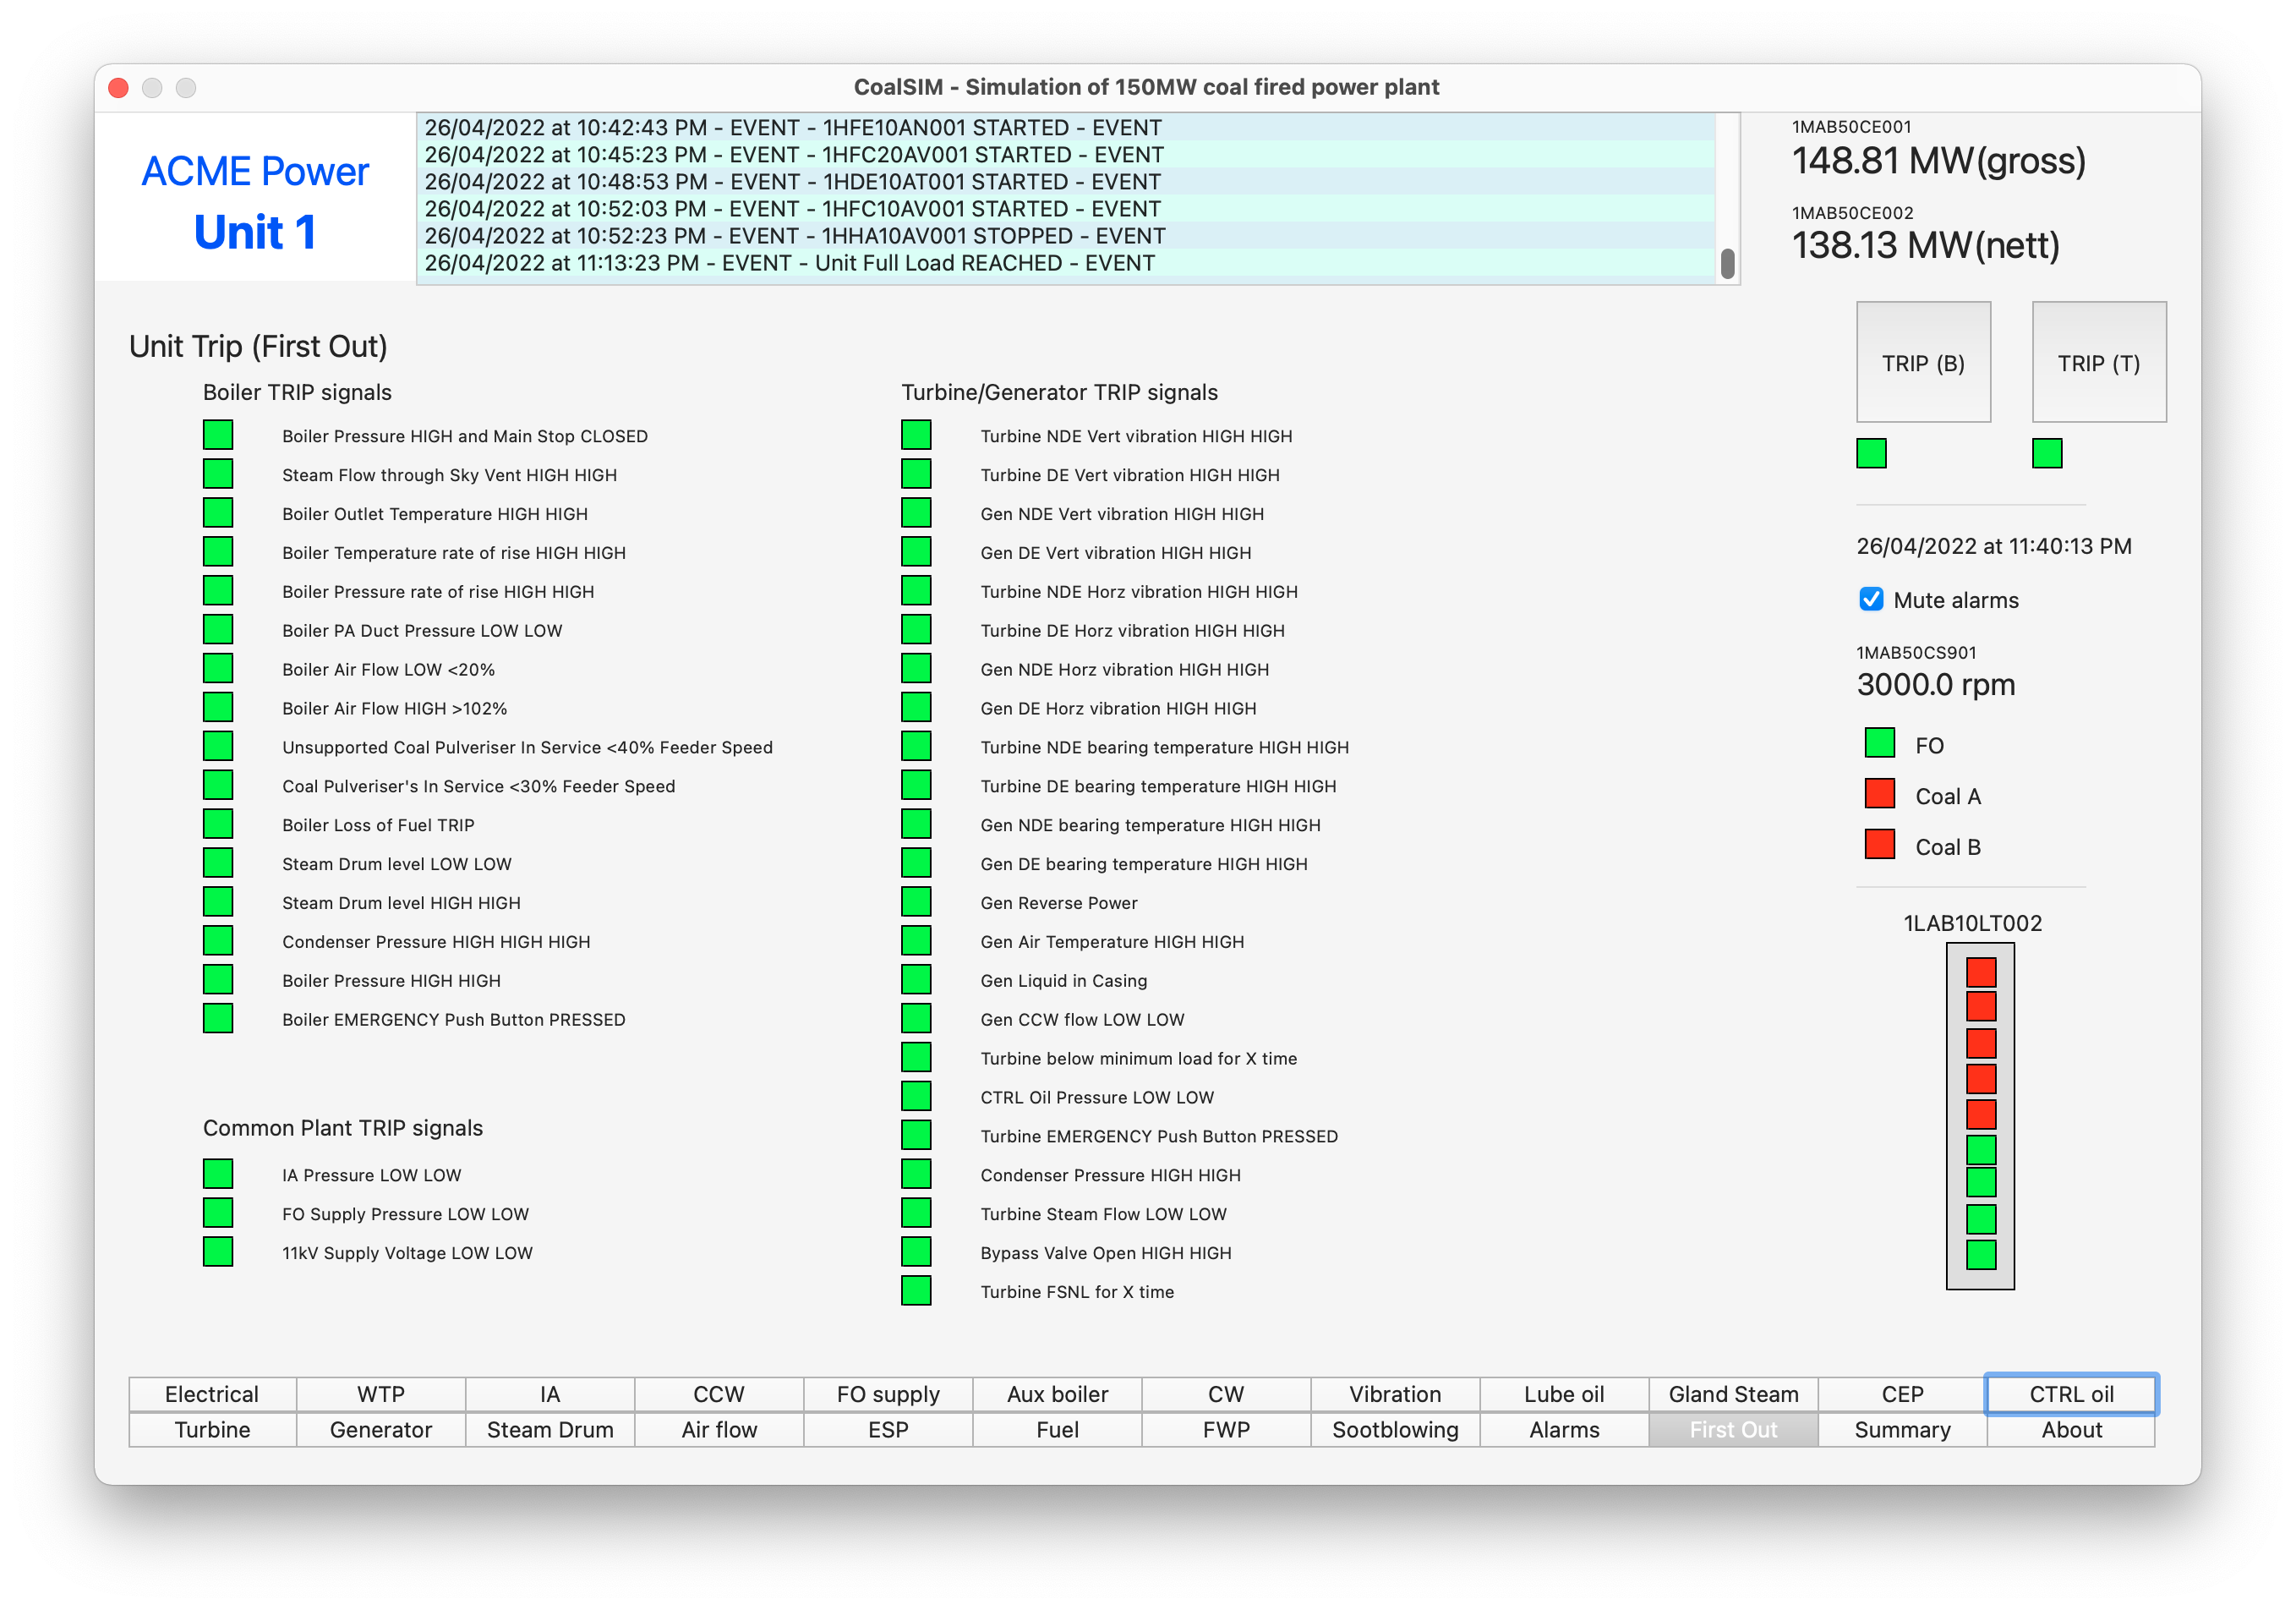 CoalSIM - Simulation of 150MW coal fired power plant
ACME Power
Unit 1
26/04/2022 at 10:42:43 PM - EVENT - 1HFE10AN001 STARTED - EVENT
26/04/2022 at 10:45:23 PM - EVENT - 1HFC20AV001 STARTED - EVENT
26/04/2022 at 10:48:53 PM - EVENT - 1HDE10AT001 STARTED - EVENT
26/04/2022 at 10:52:03 PM - EVENT - 1HFC10AV001 STARTED - EVENT
26/04/2022 at 10:52:23 PM - EVENT - 1HHA10AV001 STOPPED - EVENT
26/04/2022 at 11:13:23 PM - EVENT - Unit Full Load REACHED - EVENT
1MAB50CE001
148.81 MW(gross)
1MAB50CE002
138.13 MW(nett)
Unit Trip (First Out)
Boiler TRIP signals
Boiler Pressure HIGH and Main Stop CLOSED
Steam Flow through Sky Vent HIGH HIGH
Boiler Outlet Temperature HIGH HIGH
Boiler Temperature rate of rise HIGH HIGH
Boiler Pressure rate of rise HIGH HIGH
Boiler PA Duct Pressure LOW LOW
Boiler Air Flow LOW <20%
Boiler Air Flow HIGH >102%
Unsupported Coal Pulveriser In Service <40% Feeder Speed
Coal Pulveriser's In Service <30% Feeder Speed
Boiler Loss of Fuel TRIP
Steam Drum level LOW LOW
Steam Drum level HIGH HIGH
Condenser Pressure HIGH HIGH HIGH
Boiler Pressure HIGH HIGH
Boiler EMERGENCY Push Button PRESSED
Common Plant TRIP signals
IA Pressure LOW LOW
FO Supply Pressure LOW LOW
11kV Supply Voltage LOW LOW
Turbine/Generator TRIP signals
Turbine NDE Vert vibration HIGH HIGH
Turbine DE Vert vibration HIGH HIGH
Gen NDE Vert vibration HIGH HIGH
Gen DE Vert vibration HIGH HIGH
Turbine NDE Horz vibration HIGH HIGH
Turbine DE Horz vibration HIGH HIGH
Gen NDE Horz vibration HIGH HIGH
Gen DE Horz vibration HIGH HIGH
Turbine NDE bearing temperature HIGH HIGH
Turbine DE bearing temperature HIGH HIGH
Gen NDE bearing temperature HIGH HIGH
Gen DE bearing temperature HIGH HIGH
Gen Reverse Power
Gen Air Temperature HIGH HIGH
Gen Liquid in Casing
Gen CCW flow LOW LOW
Turbine below minimum load for X time
CTRL Oil Pressure LOW LOW
Turbine EMERGENCY Push Button PRESSED
Condenser Pressure HIGH HIGH
Turbine Steam Flow LOW LOW
Bypass Valve Open HIGH HIGH
Turbine FSNL for X time
TRIP (B) TRIP (T)
26/04/2022 at 11:40:13 PM
Mute alarms
1MAB50CS901
3000.0 rpm
FO
Coal A
Coal B
1LAB10LT002
Electrical WTP IA CCW FO supply Aux boiler CW Vibration Lube oil Gland Steam CEP CTRL oil
Turbine Generator Steam Drum Air flow ESP Fuel FWP Sootblowing Alarms First Out Summary About